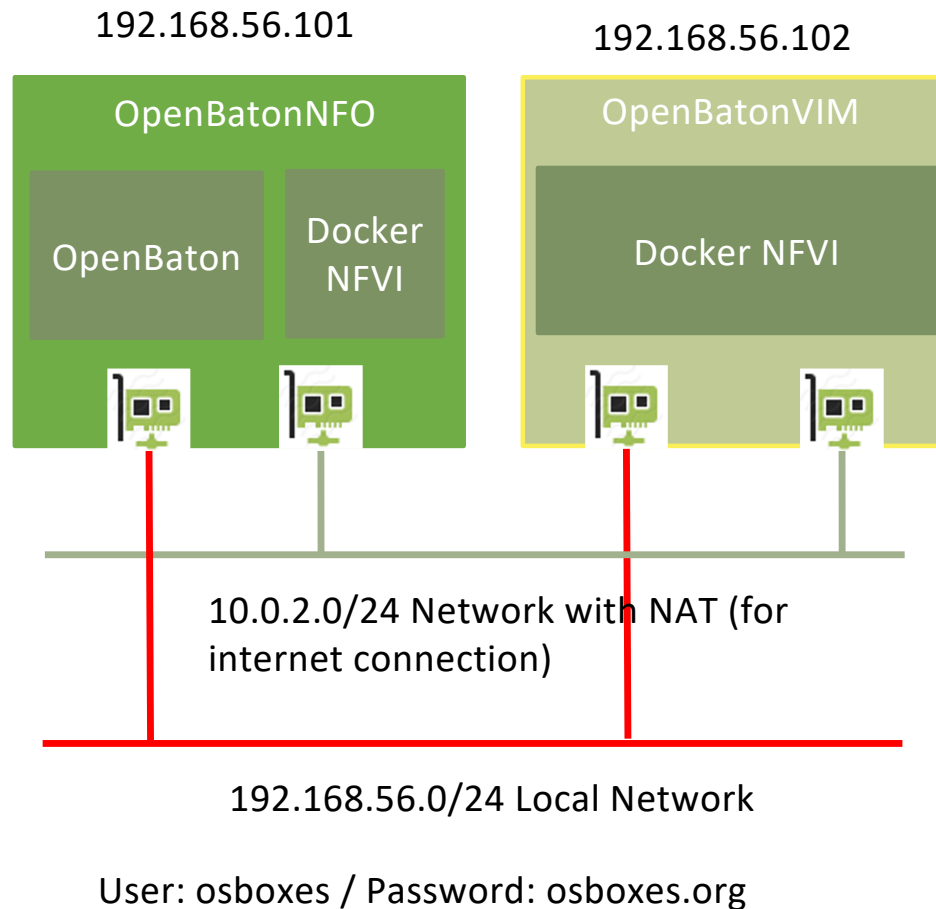 192.168.56.101
192.168.56.102
OpenBatonNFO
OpenBatonVIM
OpenBaton
Docker
NFVI
Docker NFVI
10.0.2.0/24 Network with NAT (for
internet connection)
192.168.56.0/24 Local Network
User: osboxes / Password: osboxes.org